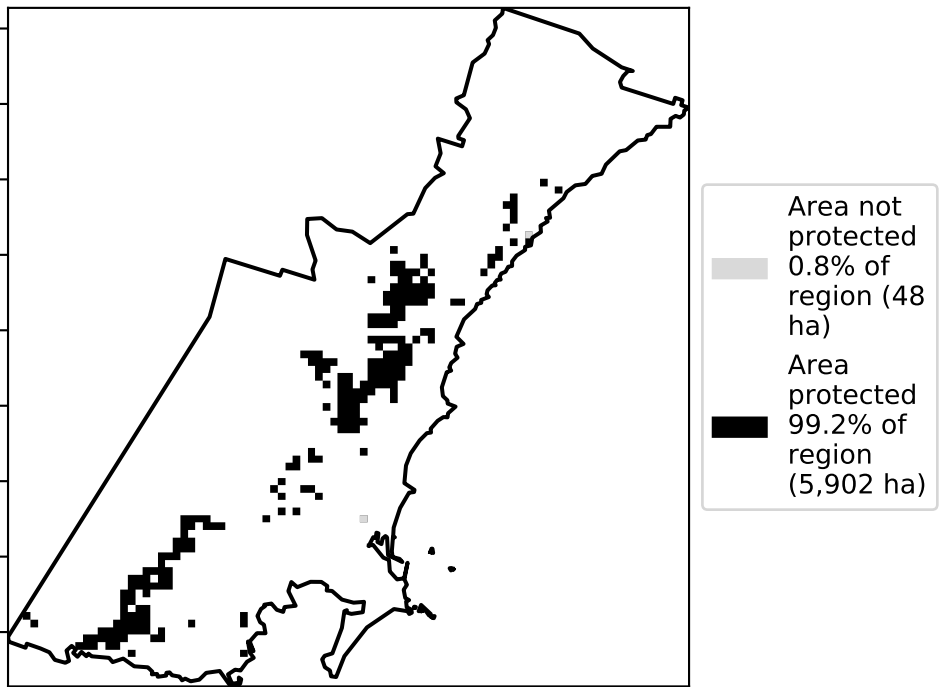 Area not
protected
0.8% of
region (48
ha)
Area
protected
99.2% of
region
(5,902 ha)